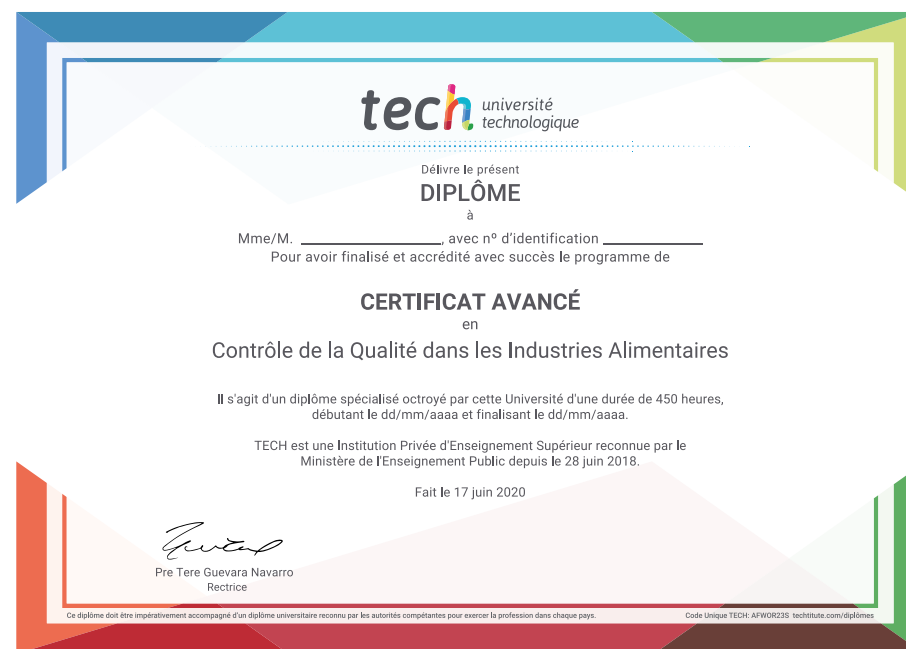 tech université
technologique
Délivre le présent
DIPLÔME
à
Mme/M. ____________________, avec nº d'identification ______________
Pour avoir finalisé et accrédité avec succès le programme de
CERTIFICAT AVANCÉ
en
Contrôle de la Qualité dans les Industries Alimentaires
Il s'agit d'un diplôme spécialisé octroyé par cette Université d'une durée de 450 heures,
débutant le dd/mm/aaaa et finalisant le dd/mm/aaaa.
TECH est une Institution Privée d'Enseignement Supérieur reconnue par le
Ministère de l'Enseignement Public depuis le 28 juin 2018.
Fait le 17 juin 2020
Pre Tere Guevara Navarro
Rectrice
Ce diplôme doit être impérativement accompagné d'un diplôme universitaire reconnu par les autorités compétantes pour exercer la profession dans chaque pays. Code Unique TECH: AFWOR23S techtitute.com/diplômes